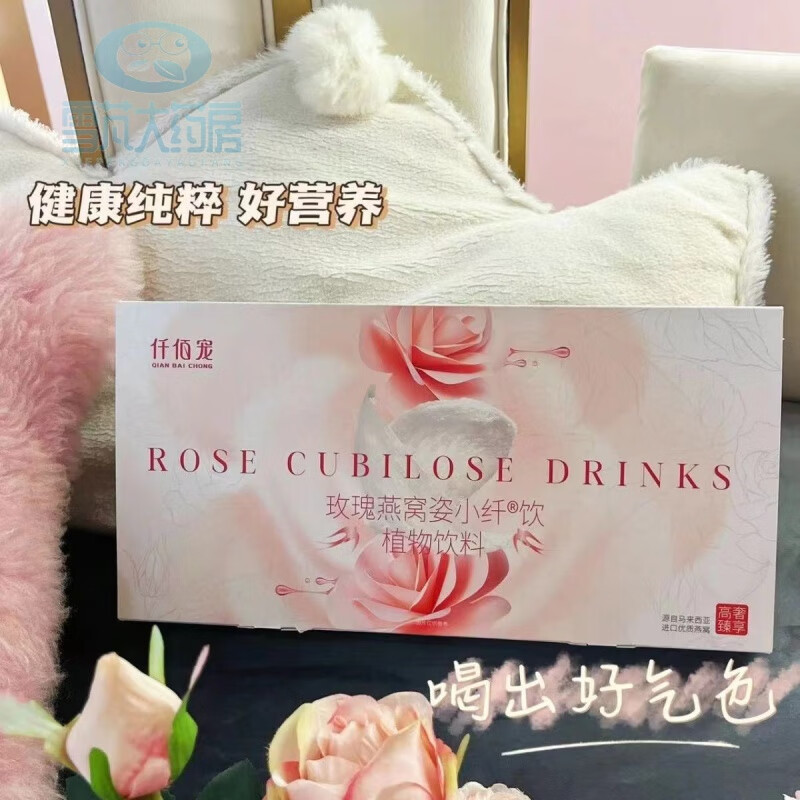 雪芃大药房
健康纯粹 好营养
仟佰宠
QIAN BAI CHONG
ROSE CUBILOSE DRINKS
玫瑰燕窝姿小纤®饮
植物饮料
源自马来西亚
进口优质燕窝
高奢
臻享
喝出好气色